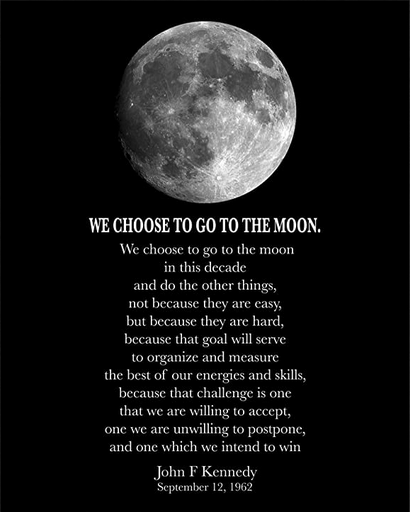 WE CHOOSE TO GO TO THE MOON.
We choose to go to the moon
in this decade
and do the other things,
not because they are easy,
but because they are hard,
because that goal will serve
to organize and measure
the best of our energies and skills,
because that challenge is one
that we are willing to accept,
one we are unwilling to postpone,
and one which we intend to win
John F Kennedy
September 12, 1962